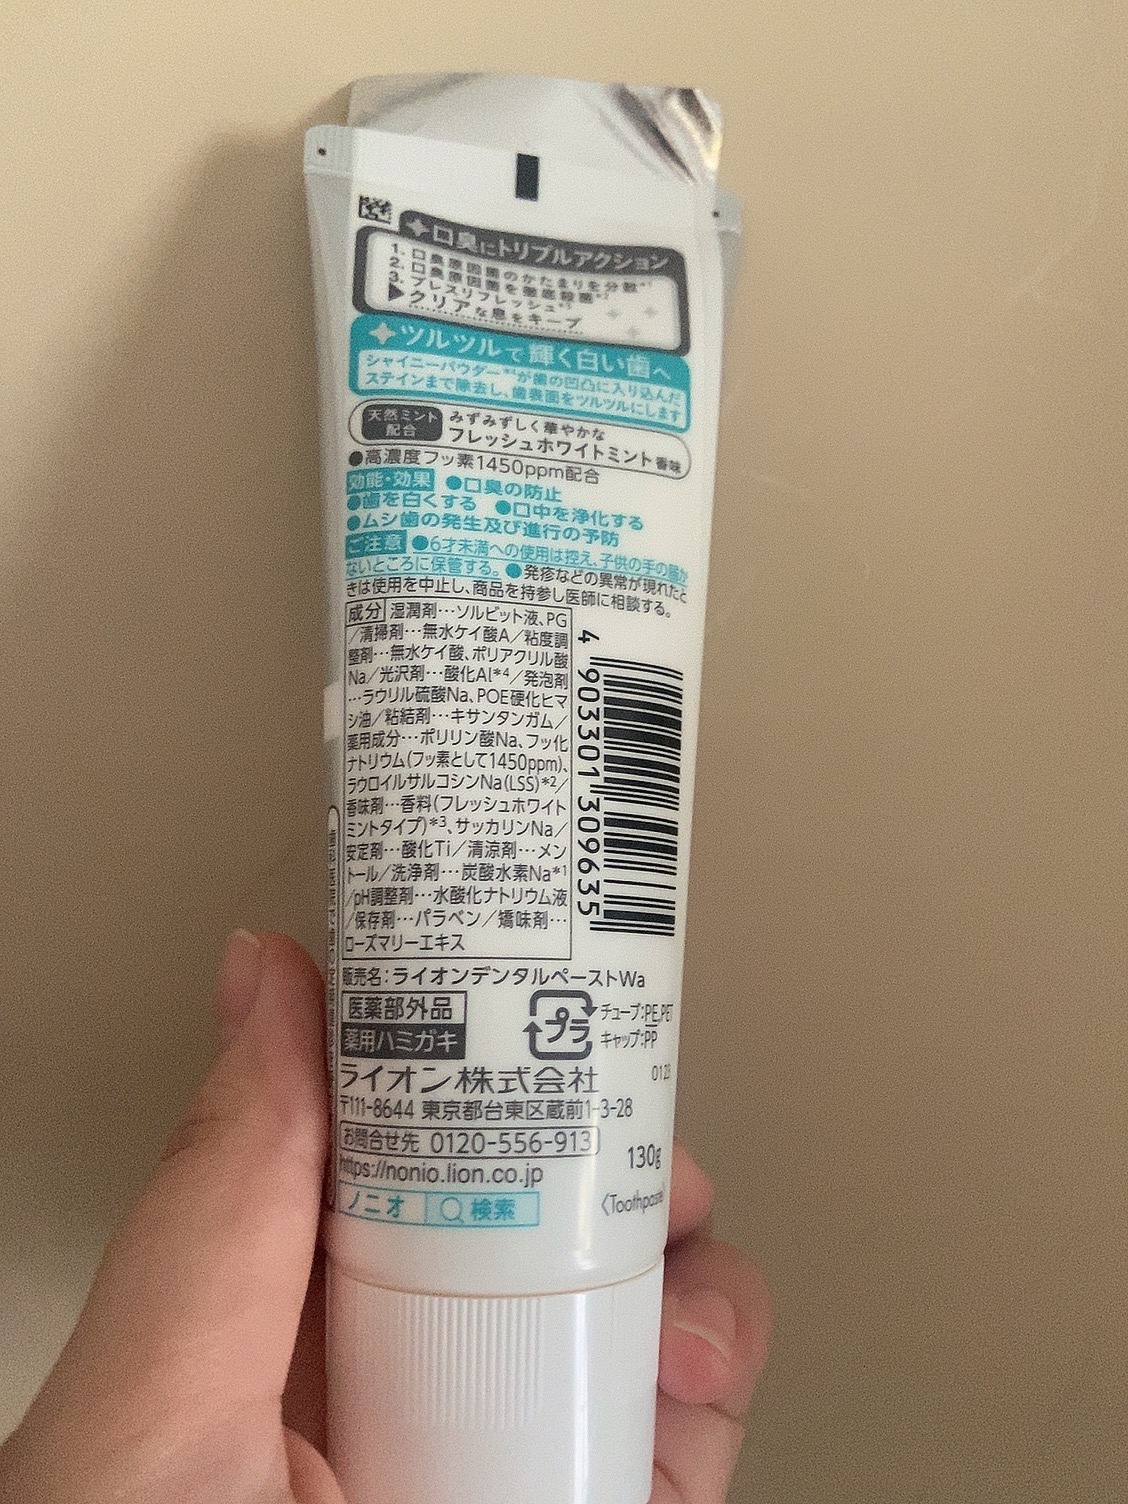 口臭にトリプルアクション
1. 口臭原因菌のかたまりを分散*1
2. 口臭原因菌を徹底殺菌*2
3. ブレスリフレッシュ*3
▶クリアな息をキープ
ツルツルで輝く白い歯へ
シャイニーパウダー*4が歯の凹凸に入り込んだ
ステインまで除去し、歯表面をツルツルにします
天然ミント
配合
みずみずしく華やかな
フレッシュホワイトミント香味
●高濃度フッ素1450ppm配合
効能・効果 ●口臭の防止
●歯を白くする ●口中を浄化する
●ムシ歯の発生及び進行の予防
ご注意 ●6才未満への使用は控え、子供の手の届か
ないところに保管する。●発疹などの異常が現れたと
きは使用を中止し、商品を持参し医師に相談する。
成分 湿潤剤…ソルビット液、PG
/清掃剤…無水ケイ酸A/粘度調
整剤…無水ケイ酸、ポリアクリル酸
Na/光沢剤…酸化Al*4/発泡剤
…ラウリル硫酸Na、POE硬化ヒマ
シ油/粘結剤…キサンタンガム/
薬用成分…ポリリン酸Na、フッ化
ナトリウム(フッ素として1450ppm)、
ラウロイルサルコシンNa(LSS)*2/
香味剤…香料(フレッシュホワイト
ミントタイプ)*3、サッカリンNa/
安定剤…酸化Ti/清涼剤…メン
トール/洗浄剤…炭酸水素Na*1
/pH調整剤…水酸化ナトリウム液
/保存剤…パラベン/矯味剤…
ローズマリーエキス
4 903301 309635
販売名:ライオンデンタルペーストWa
医薬部外品
薬用ハミガキ
プラ
チューブ:PE,PET
キャップ:PP
ライオン株式会社
〒111-8644 東京都台東区蔵前1-3-28
お問合せ先 0120-556-913
https://nonio.lion.co.jp
130g
ノニオ 検索